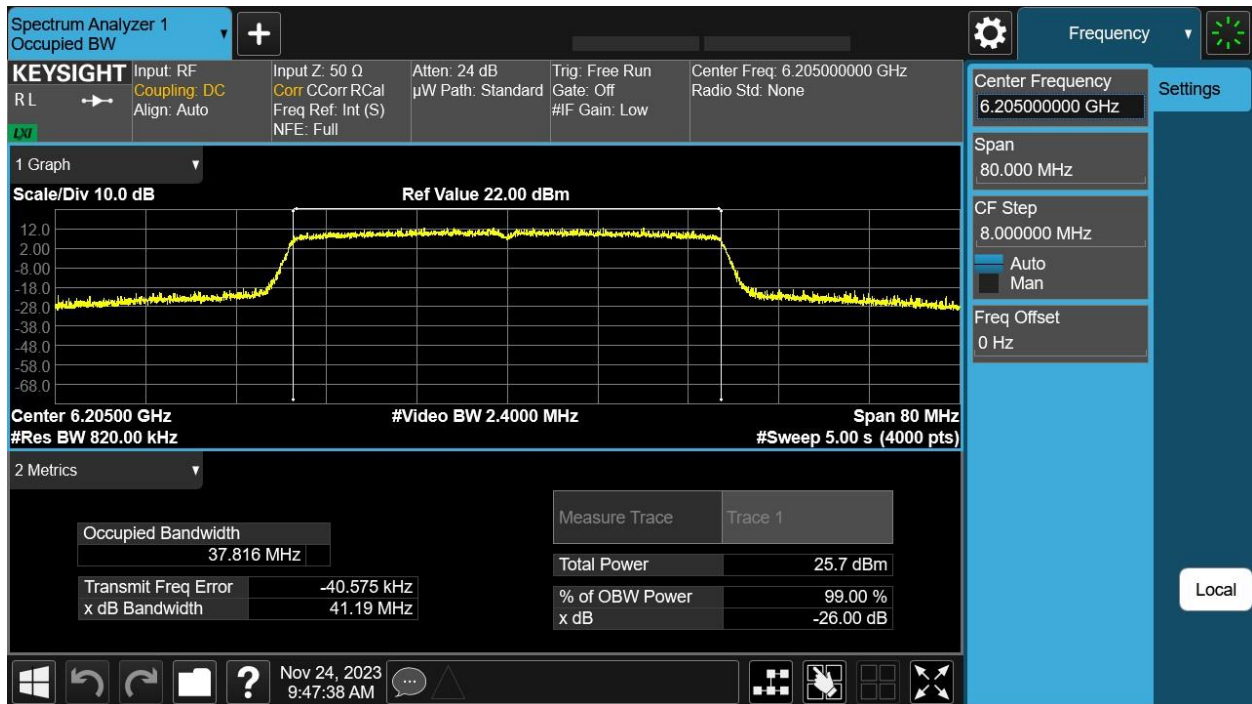 Spectrum Analyzer 1
Occupied BW
+
Frequency
KEYSIGHT
RL
LXI
Input: RF
Coupling: DC
Align: Auto
Input Z: 50 Ω
Corr CCorr RCal
Freq Ref: Int (S)
NFE: Full
Atten: 24 dB
µW Path: Standard
Trig: Free Run
Gate: Off
#IF Gain: Low
Center Freq: 6.205000000 GHz
Radio Std: None
Center Frequency
6.205000000 GHz
Settings
Span
80.000 MHz
CF Step
8.000000 MHz
Auto
Man
Freq Offset
0 Hz
Local
1 Graph
Scale/Div 10.0 dB
Ref Value 22.00 dBm
12.0
2.00
-8.00
-18.0
-28.0
-38.0
-48.0
-58.0
-68.0
Center 6.20500 GHz
#Video BW 2.4000 MHz
Span 80 MHz
#Res BW 820.00 kHz
#Sweep 5.00 s (4000 pts)
2 Metrics
Occupied Bandwidth
37.816 MHz
Transmit Freq Error -40.575 kHz
x dB Bandwidth 41.19 MHz
Measure Trace Trace 1
Total Power 25.7 dBm
% of OBW Power 99.00 %
x dB -26.00 dB
?
Nov 24, 2023
9:47:38 AM